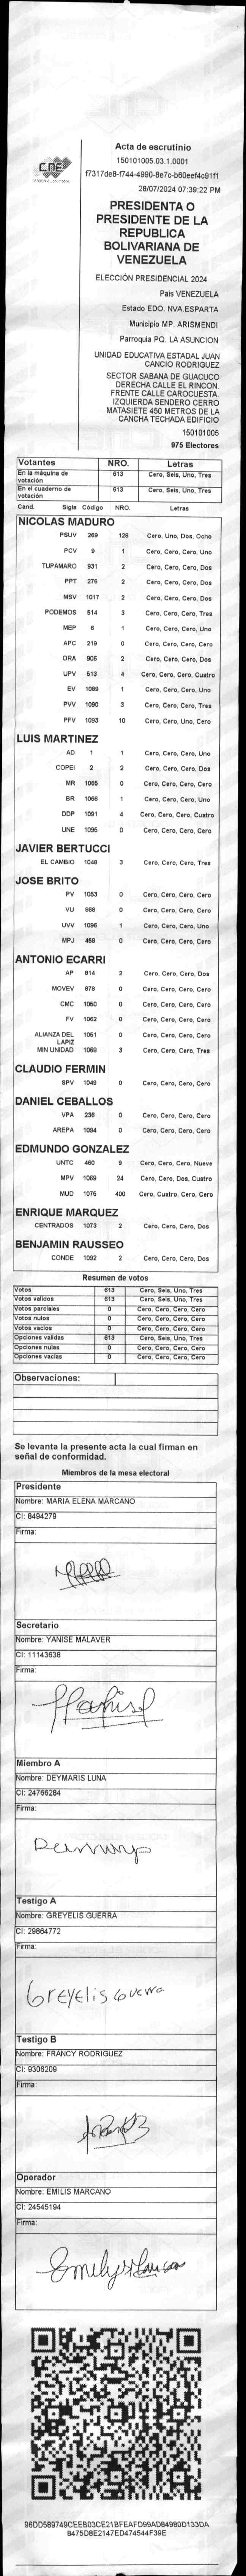 Acta de escrutinio
150101005.03.1.0001
f7317de8-f744-4990-8e7c-b60eef4c91f1
28/07/2024 07:39:22 PM
PRESIDENTA O
PRESIDENTE DE LA
REPUBLICA
BOLIVARIANA DE
VENEZUELA
CNE
ELECCIÓN PRESIDENCIAL 2024
País VENEZUELA
Estado EDO. NVA.ESPARTA
Municipio MP. ARISMENDI
Parroquia PQ. LA ASUNCION
UNIDAD EDUCATIVA ESTADAL JUAN
CANCIO RODRIGUEZ
SECTOR SABANA DE GUACUCO
DERECHA CALLE EL RINCON.
FRENTE CALLE CAROCUESTA.
IZQUIERDA SENDERO CERRO
MATASIETE 450 METROS DE LA
CANCHA TECHADA EDIFICIO
150101005
975 Electores
Votantes NRO. Letras
En la máquina de votación 613 Cero, Seis, Uno, Tres
En el cuaderno de votación 613 Cero, Seis, Uno, Tres
Cand. Sigla Código NRO. Letras
NICOLAS MADURO
PSUV 269 128 Cero, Uno, Dos, Ocho
PCV 9 1 Cero, Cero, Cero, Uno
TUPAMARO 931 2 Cero, Cero, Cero, Dos
PPT 276 2 Cero, Cero, Cero, Dos
MSV 1017 2 Cero, Cero, Cero, Dos
PODEMOS 514 3 Cero, Cero, Cero, Tres
MEP 6 1 Cero, Cero, Cero, Uno
APC 219 0 Cero, Cero, Cero, Cero
ORA 906 2 Cero, Cero, Cero, Dos
UPV 513 4 Cero, Cero, Cero, Cuatro
EV 1089 1 Cero, Cero, Cero, Uno
PVV 1090 3 Cero, Cero, Cero, Tres
PFV 1093 10 Cero, Cero, Uno, Cero
LUIS MARTINEZ
AD 1 1 Cero, Cero, Cero, Uno
COPEI 2 2 Cero, Cero, Cero, Dos
MR 1065 0 Cero, Cero, Cero, Cero
BR 1066 1 Cero, Cero, Cero, Uno
DDP 1091 4 Cero, Cero, Cero, Cuatro
UNE 1095 0 Cero, Cero, Cero, Cero
JAVIER BERTUCCI
EL CAMBIO 1048 3 Cero, Cero, Cero, Tres
JOSE BRITO
PV 1053 0 Cero, Cero, Cero, Cero
VU 968 0 Cero, Cero, Cero, Cero
UVV 1096 1 Cero, Cero, Cero, Uno
MPJ 458 0 Cero, Cero, Cero, Cero
ANTONIO ECARRI
AP 814 2 Cero, Cero, Cero, Dos
MOVEV 878 0 Cero, Cero, Cero, Cero
CMC 1050 0 Cero, Cero, Cero, Cero
FV 1062 0 Cero, Cero, Cero, Cero
ALIANZA DEL LAPIZ 1051 0 Cero, Cero, Cero, Cero
MIN UNIDAD 1068 3 Cero, Cero, Cero, Tres
CLAUDIO FERMIN
SPV 1049 0 Cero, Cero, Cero, Cero
DANIEL CEBALLOS
VPA 236 0 Cero, Cero, Cero, Cero
AREPA 1094 0 Cero, Cero, Cero, Cero
EDMUNDO GONZALEZ
UNTC 460 9 Cero, Cero, Cero, Nueve
MPV 1069 24 Cero, Cero, Dos, Cuatro
MUD 1075 400 Cero, Cuatro, Cero, Cero
ENRIQUE MARQUEZ
CENTRADOS 1073 2 Cero, Cero, Cero, Dos
BENJAMIN RAUSSEO
CONDE 1092 2 Cero, Cero, Cero, Dos
Resumen de votos
Votos 613 Cero, Seis, Uno, Tres
Votos validos 613 Cero, Seis, Uno, Tres
Votos parciales 0 Cero, Cero, Cero, Cero
Votos nulos 0 Cero, Cero, Cero, Cero
Votos vacios 0 Cero, Cero, Cero, Cero
Opciones validas 613 Cero, Seis, Uno, Tres
Opciones nulas 0 Cero, Cero, Cero, Cero
Opciones vacias 0 Cero, Cero, Cero, Cero
Observaciones:
Se levanta la presente acta la cual firman en
señal de conformidad.
Miembros de la mesa electoral
Presidente
Nombre: MARIA ELENA MARCANO
CI: 8494279
Firma:
Secretario
Nombre: YANISE MALAVER
CI: 11143638
Firma:
Miembro A
Nombre: DEYMARIS LUNA
CI: 24766284
Firma:
Testigo A
Nombre: GREYELIS GUERRA
CI: 29864772
Firma:
Greyelis Guerra
Testigo B
Nombre: FRANCY RODRIGUEZ
CI: 9306209
Firma:
Operador
Nombre: EMILIS MARCANO
CI: 24545194
Firma:
96DD589749CEEB03CE21BFEAFD99AD84980D133DA
8475D8E2147ED474544F39E